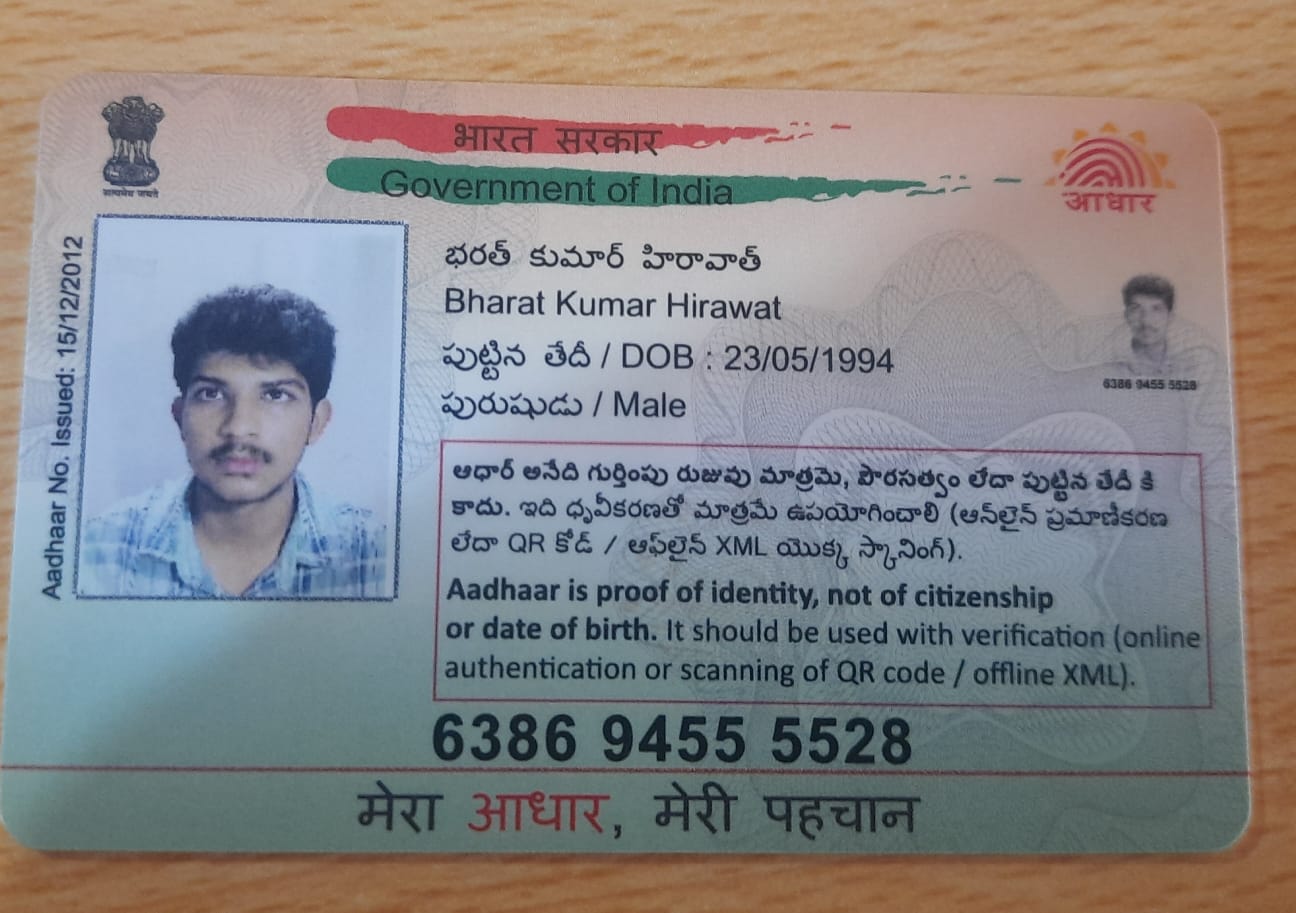 सत्यमेव जयते
भारत सरकार
Government of India
आधार
Aadhaar No. Issued: 15/12/2012
భరత్ కుమార్ హిరావాత్
Bharat Kumar Hirawat
పుట్టిన తేదీ / DOB : 23/05/1994
పురుషుడు / Male
6386 9455 5528
ఆధార్ అనేది గుర్తింపు రుజువు మాత్రమె, పౌరసత్వం లేదా పుట్టిన తేదీ కి
కాదు. ఇది ధృవీకరణతో మాత్రమే ఉపయోగించాలి (ఆన్‌లైన్ ప్రమాణీకరణ
లేదా QR కోడ్ / ఆఫ్‌లైన్ XML యొక్క స్కానింగ్).
Aadhaar is proof of identity, not of citizenship
or date of birth. It should be used with verification (online
authentication or scanning of QR code / offline XML).
6386 9455 5528
मेरा आधार, मेरी पहचान